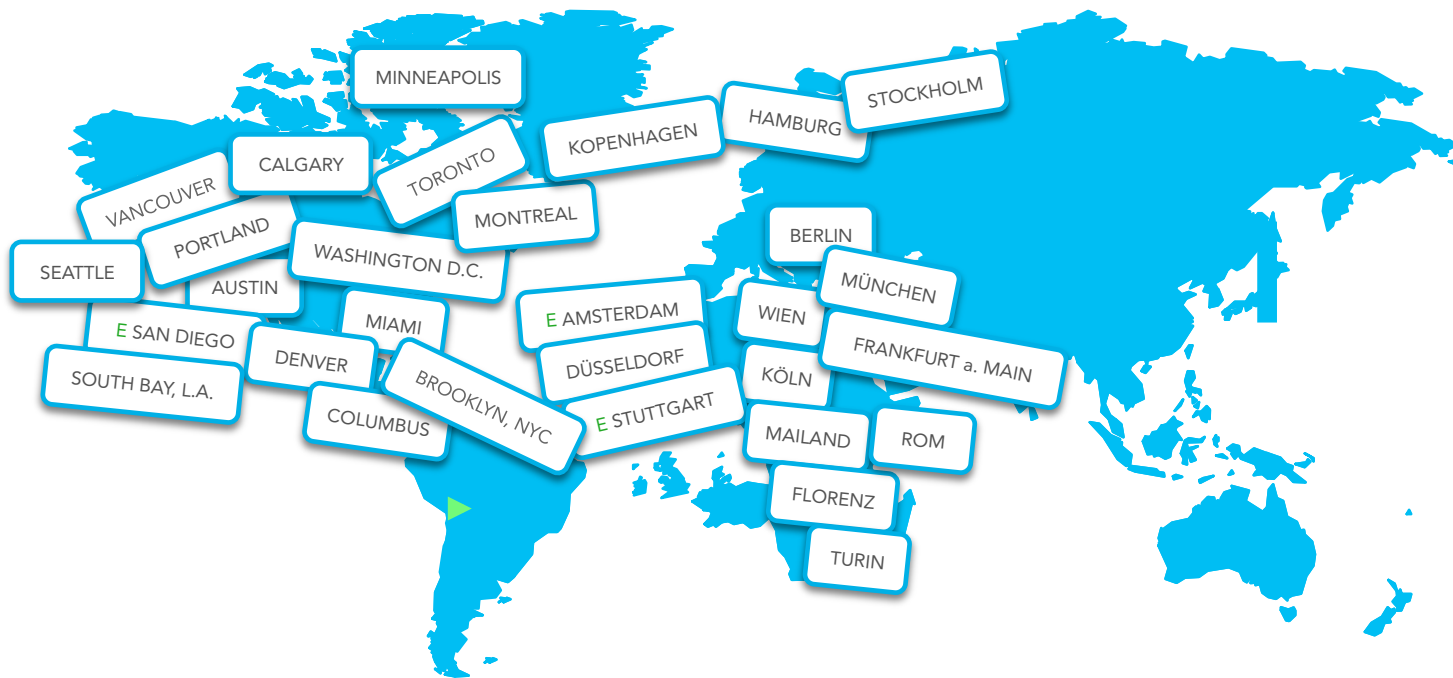 MINNEAPOLIS
STOCKHOLM
HAMBURG
KOPENHAGEN
CALGARY
TORONTO
VANCOUVER
MONTREAL
PORTLAND
BERLIN
WASHINGTON D.C.
SEATTLE
AUSTIN
MÜNCHEN
E AMSTERDAM
WIEN
MIAMI
E SAN DIEGO
FRANKFURT a. MAIN
DENVER
DÜSSELDORF
KÖLN
SOUTH BAY, L.A.
BROOKLYN, NYC
E STUTTGART
COLUMBUS
MAILAND
ROM
FLORENZ
TURIN